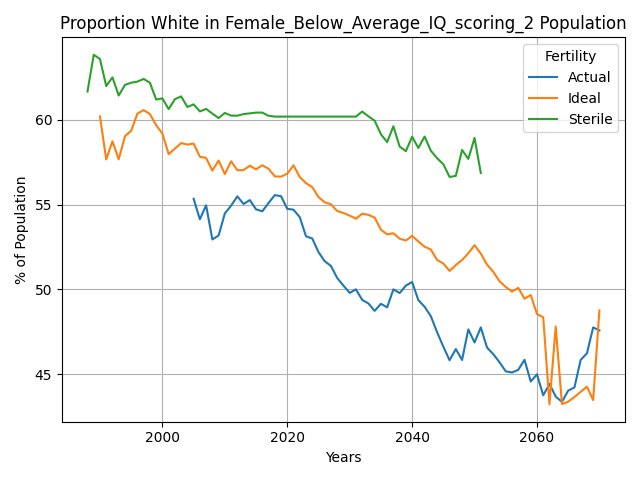 Proportion White in Female_Below_Average_IQ_scoring_2 Population
Fertility
Actual
Ideal
Sterile
% of Population
60
55
50
45
2000
2020
2040
2060
Years